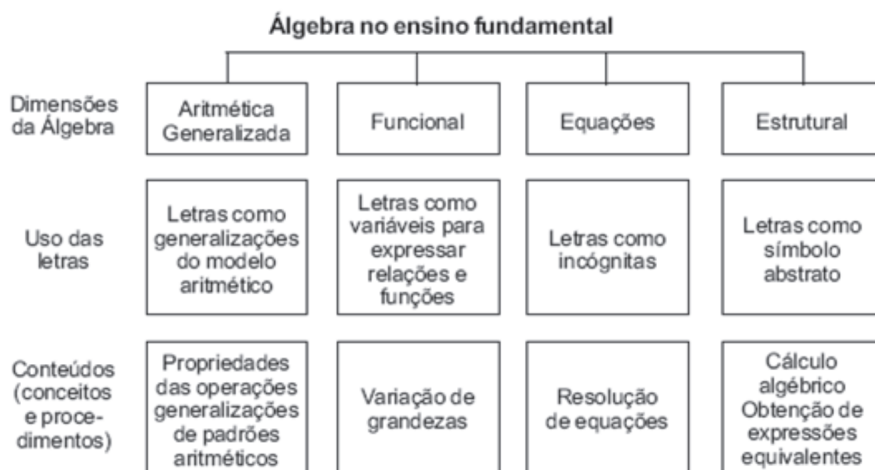 Álgebra no ensino fundamental
Dimensões
da Álgebra
Aritmética
Generalizada
Funcional
Equações
Estrutural
Uso das
letras
Letras como
generalizações
do modelo
aritmético
Letras como
variáveis para
expressar
relações e
funções
Letras como
incógnitas
Letras como
símbolo
abstrato
Conteúdos
(conceitos
e proce-
dimentos)
Propriedades
das operações
generalizações
de padrões
aritméticos
Variação de
grandezas
Resolução
de equações
Cálculo
algébrico
Obtenção de
expressões
equivalentes